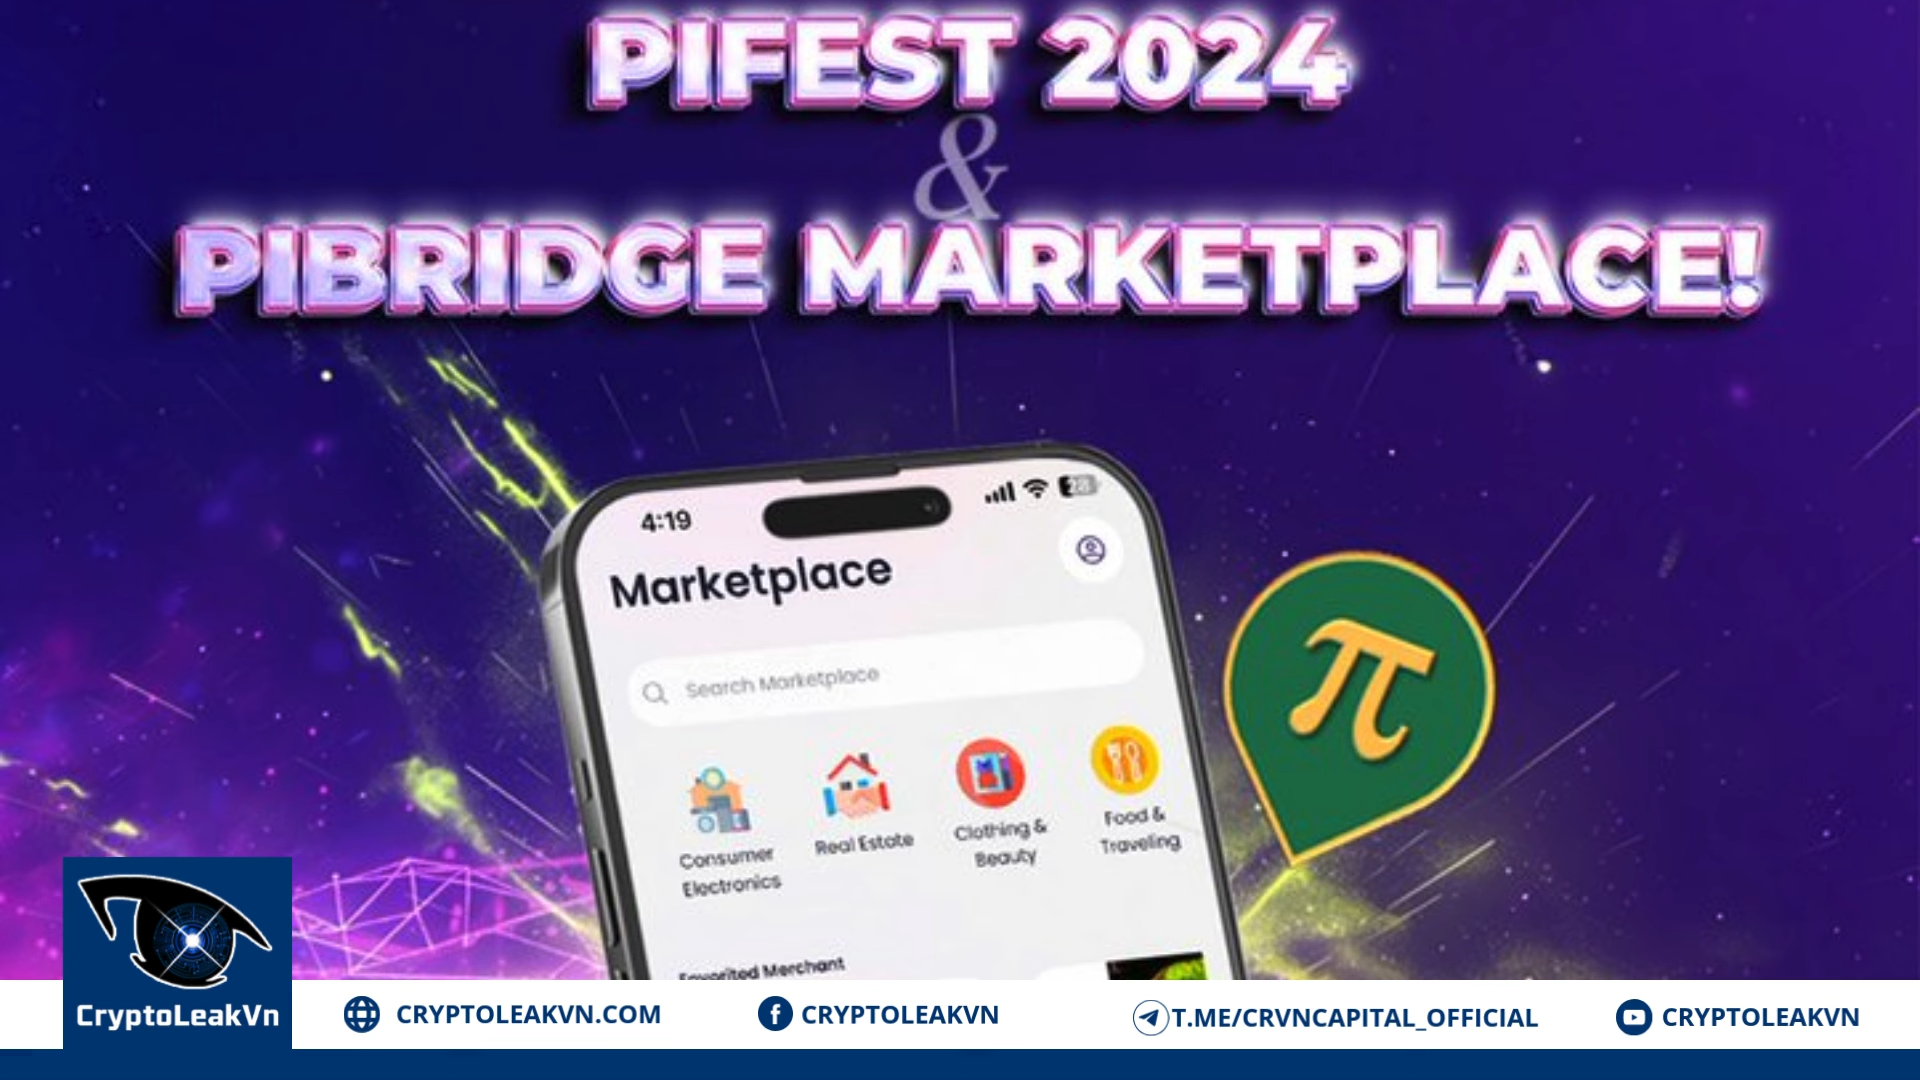 PIFEST 2024
&
PIBRIDGE MARKETPLACE!
4:19
28
Marketplace
Search Marketplace
Consumer
Electronics
Real Estate
Clothing &
Beauty
Food &
Traveling
Favorited Merchant
π
CryptoLeakVn
CRYPTOLEAKVN.COM
CRYPTOLEAKVN
T.ME/CRVNCAPITAL_OFFICIAL
CRYPTOLEAKVN